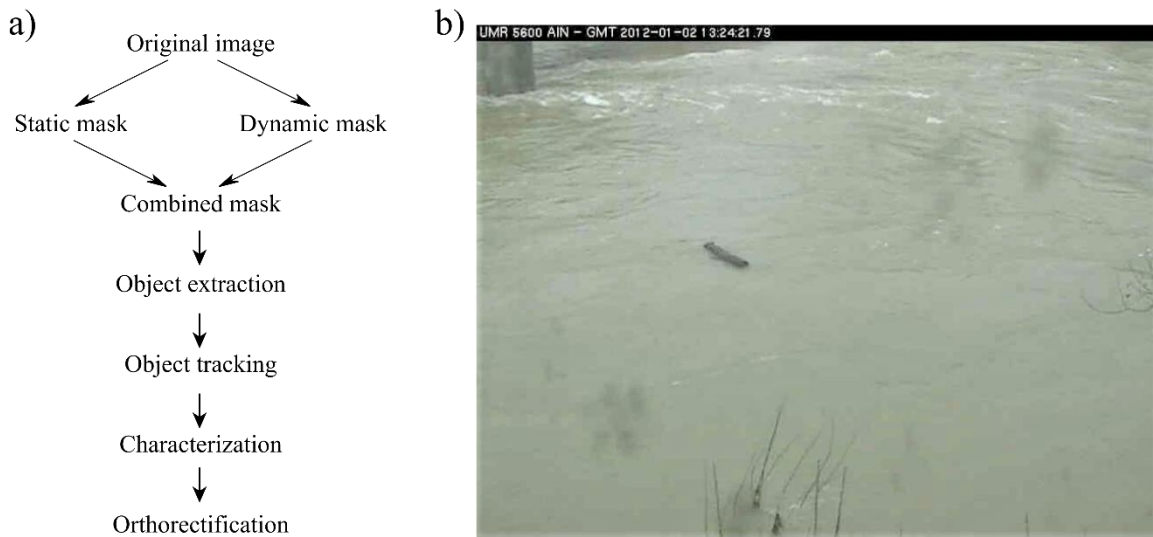 a)
Original image
Static mask
Dynamic mask
Combined mask
Object extraction
Object tracking
Characterization
Orthorectification
b)
UMR 5600 AIN - GMT 2012-01-02 13:24:21.79